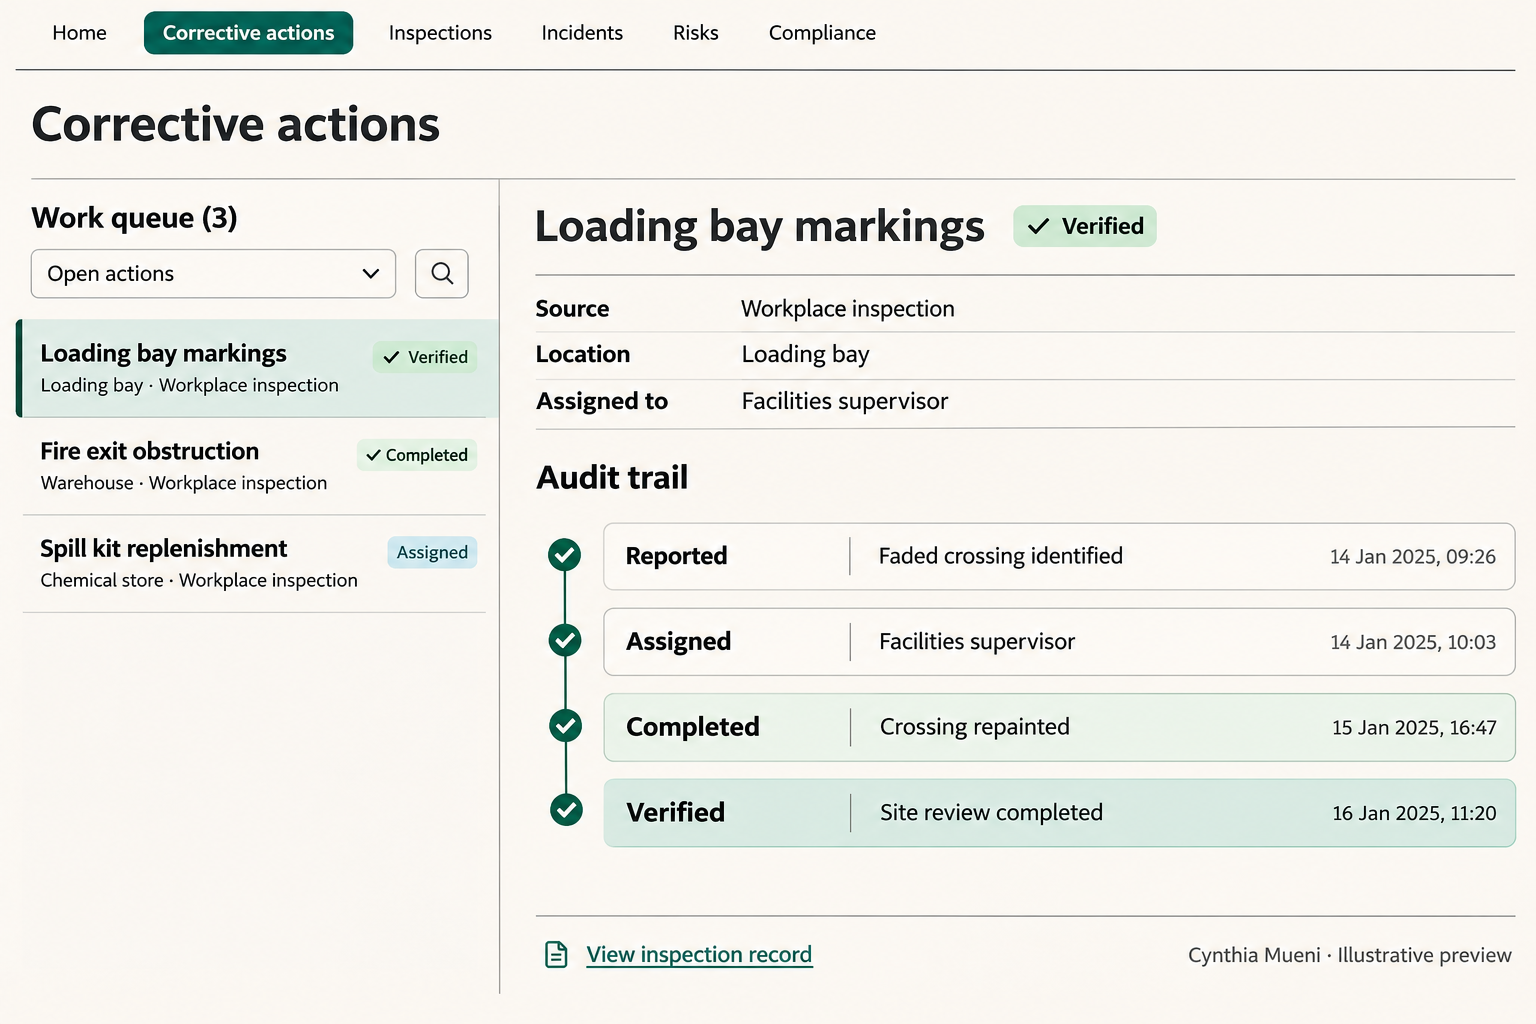 Home Corrective actions Inspections Incidents Risks Compliance
Corrective actions
Work queue (3)
Open actions
Loading bay markings
Verified
Loading bay · Workplace inspection
Fire exit obstruction
Completed
Warehouse · Workplace inspection
Spill kit replenishment
Assigned
Chemical store · Workplace inspection
Loading bay markings
Verified
Source Workplace inspection
Location Loading bay
Assigned to Facilities supervisor
Audit trail
Reported Faded crossing identified 14 Jan 2025, 09:26
Assigned Facilities supervisor 14 Jan 2025, 10:03
Completed Crossing repainted 15 Jan 2025, 16:47
Verified Site review completed 16 Jan 2025, 11:20
View inspection record
Cynthia Mueni · Illustrative preview